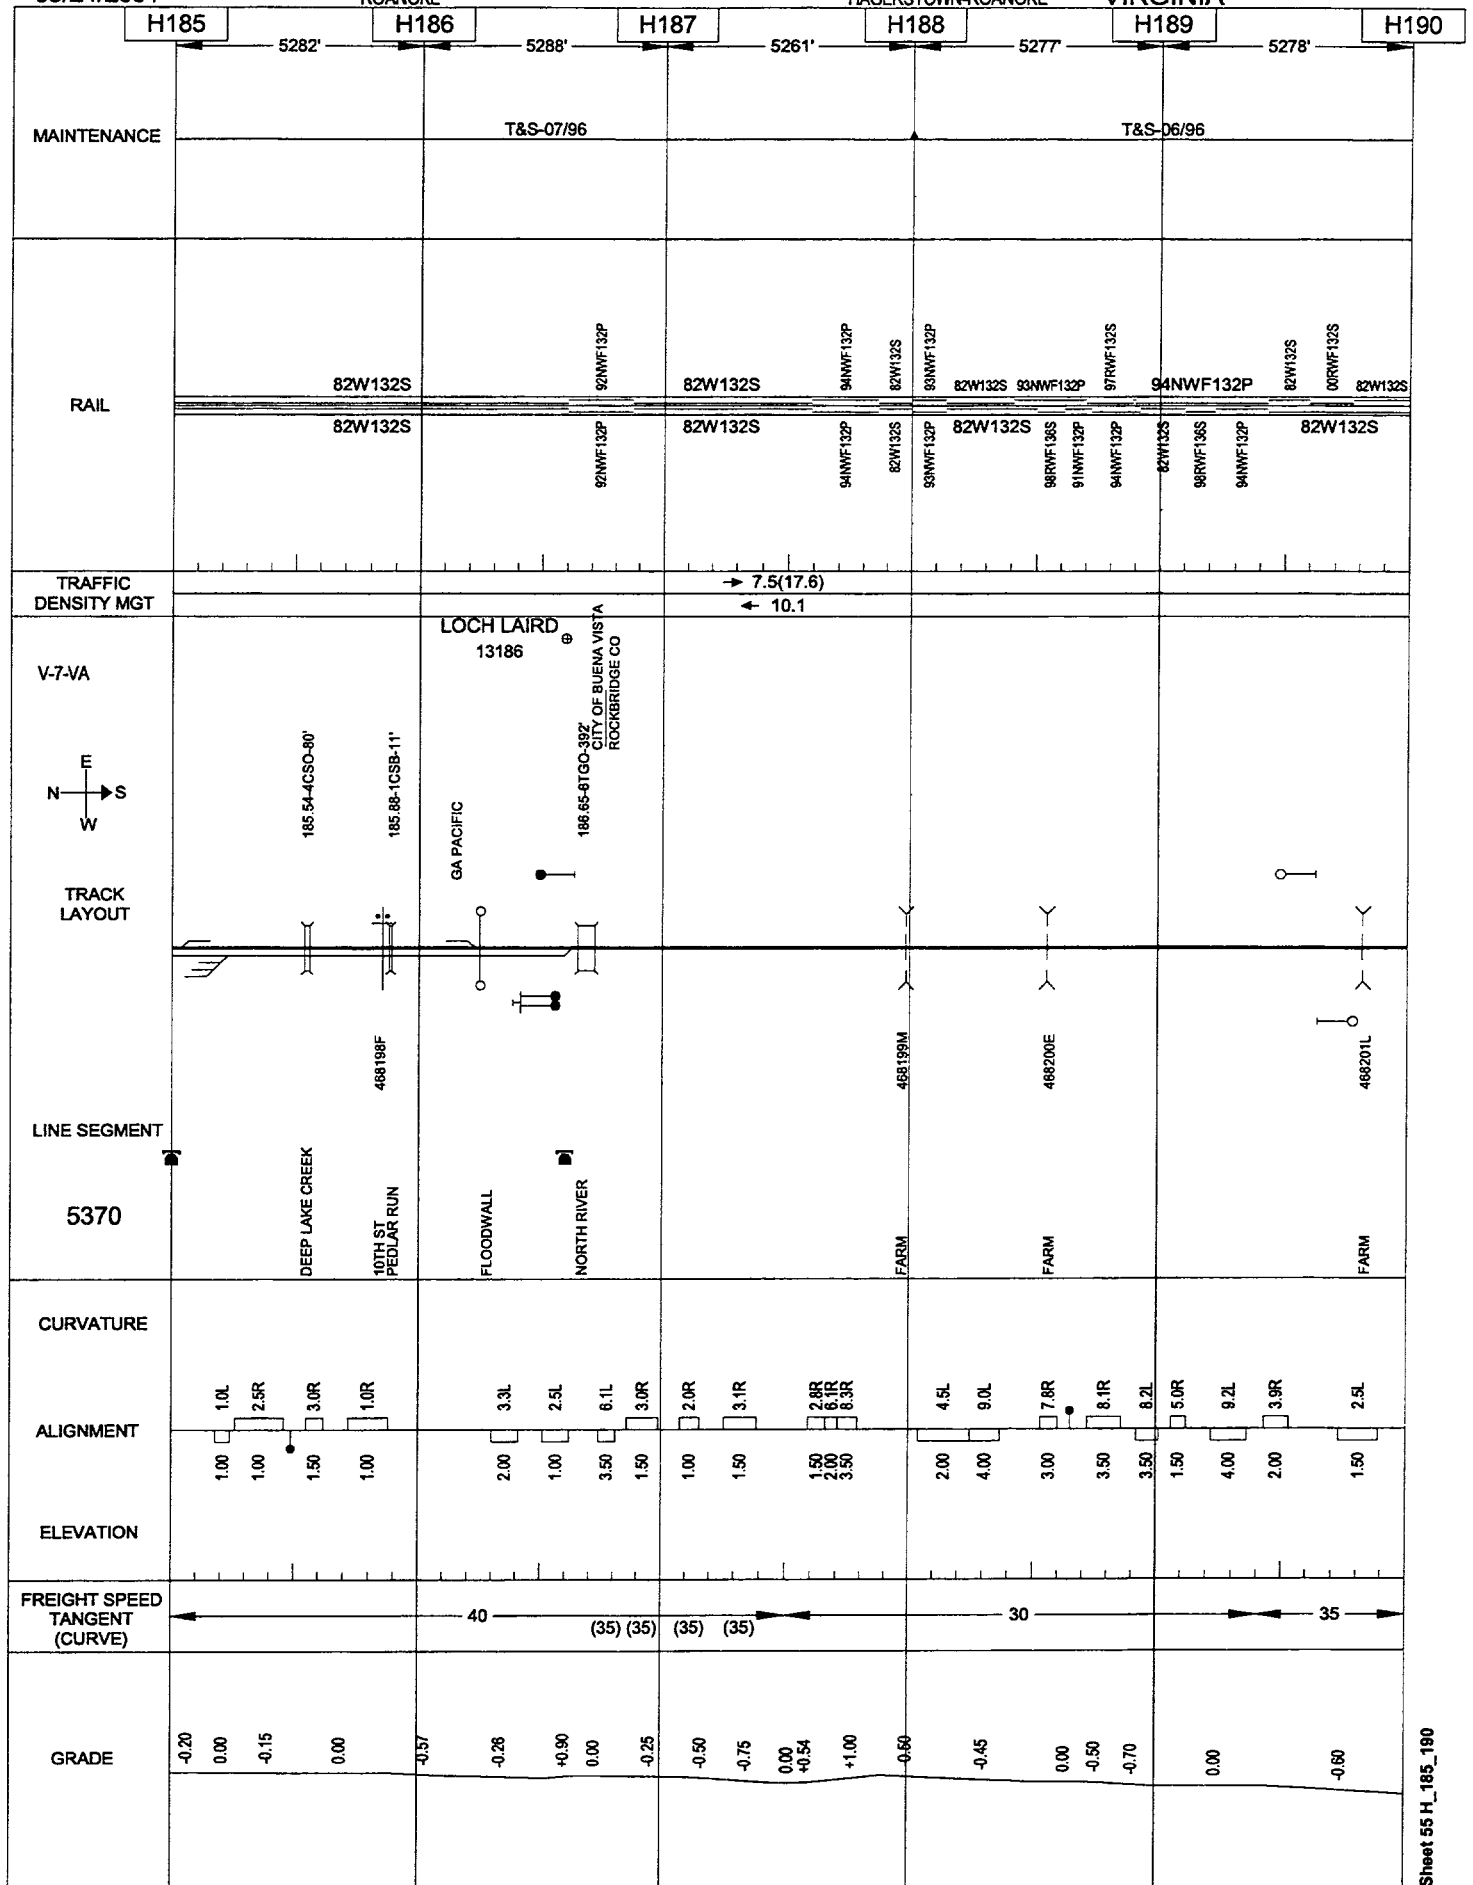 ROANOKE
HAGERSTOWN-ROANOKE
VIRGINIA
H185
H186
H187
H188
H189
H190
5282'
5288'
5261'
5277'
5278'
MAINTENANCE
T&S-07/96
T&S-06/96
RAIL
82W132S
92NWF132P
82W132S
94NWF132P
82W132S
93NWF132P
82W132S
93NWF132P
97RWF132S
94NWF132P
82W132S
00RWF132S
82W132S
82W132S
92NWF132P
82W132S
94NWF132P
82W132S
93NWF132P
82W132S
98RWF136S
91NWF132P
94NWF132P
82W132S
98RWF136S
94NWF132P
82W132S
TRAFFIC
DENSITY MGT
→ 7.5(17.6)
← 10.1
V-7-VA
E
N
S
W
LOCH LAIRD
13186
CITY OF BUENA VISTA
ROCKBRIDGE CO
185.54-4CSO-80'
185.88-1CSB-11'
GA PACIFIC
186.65-8TGO-392'
TRACK
LAYOUT
468198F
468199M
468200E
468201L
LINE SEGMENT
5370
DEEP LAKE CREEK
10TH ST
PEDLAR RUN
FLOODWALL
NORTH RIVER
FARM
FARM
FARM
CURVATURE
1.0L
2.5R
3.0R
1.0R
3.3L
2.5L
6.1L
3.0R
2.0R
3.1R
2.8R
6.1R
8.3R
4.5L
9.0L
7.8R
8.1R
8.2L
5.0R
9.2L
3.9R
2.5L
ALIGNMENT
1.00
1.00
1.50
1.00
2.00
1.00
3.50
1.50
1.00
1.50
1.50
2.00
3.50
2.00
4.00
3.00
3.50
3.50
1.50
4.00
2.00
1.50
ELEVATION
FREIGHT SPEED
TANGENT
(CURVE)
40
(35) (35) (35) (35)
30
35
GRADE
-0.20
0.00
-0.15
0.00
-0.57
-0.26
+0.90
0.00
-0.25
-0.50
-0.75
0.00
+0.54
+1.00
-0.60
-0.45
0.00
-0.50
-0.70
0.00
-0.60
Sheet 55 H_185_190